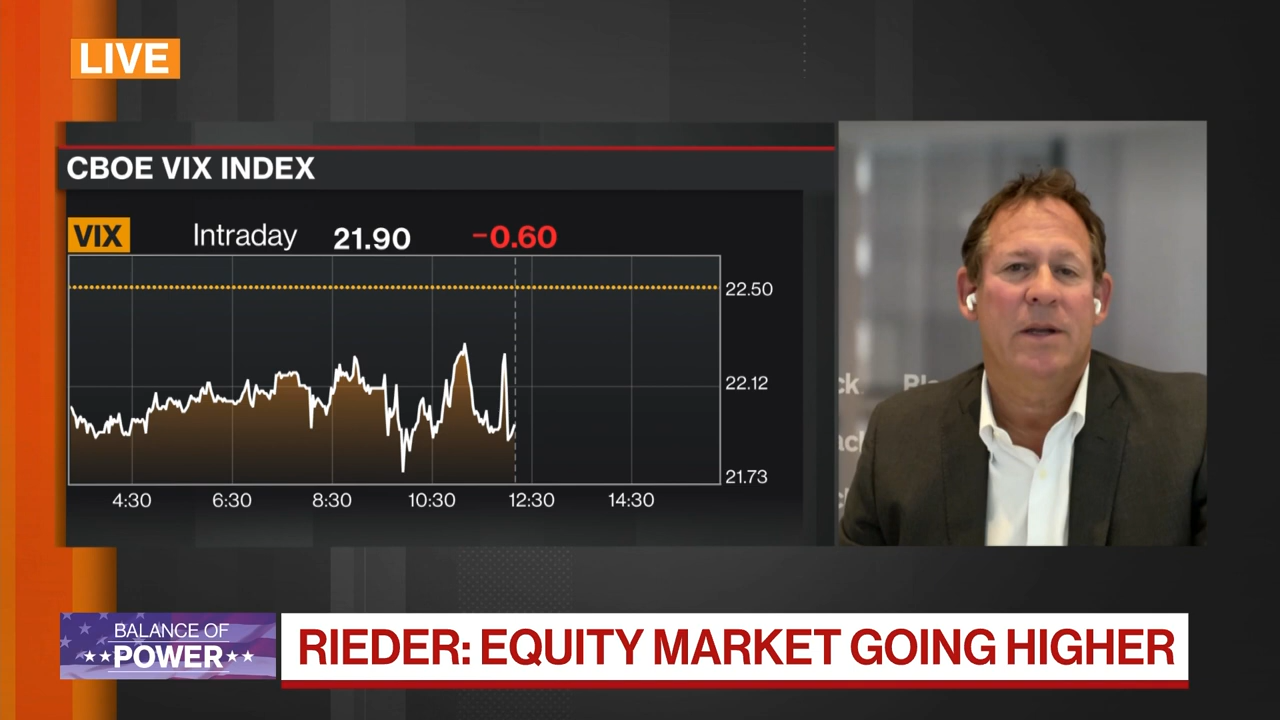 LIVE
CBOE VIX INDEX
VIX Intraday 21.90 -0.60
22.50
22.12
21.73
4:30 6:30 8:30 10:30 12:30 14:30
BALANCE OF
POWER
RIEDER: EQUITY MARKET GOING HIGHER